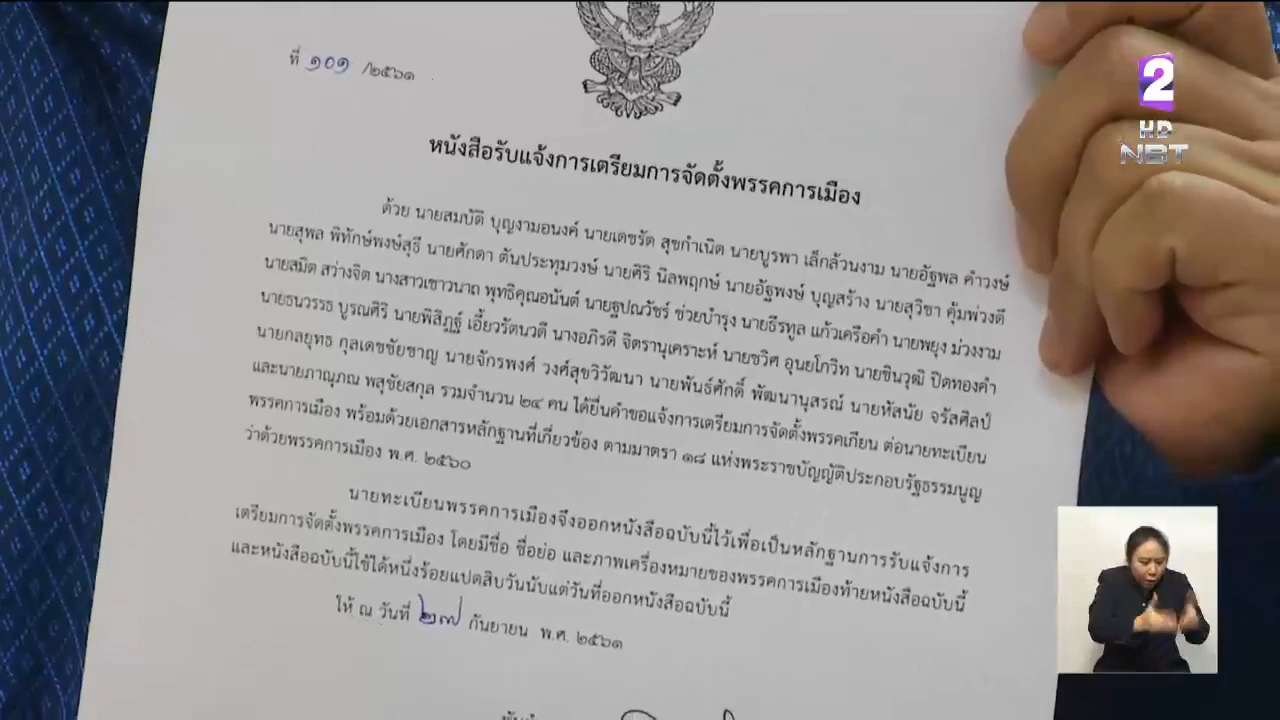 ที่ ๑๐๑ /๒๕๖๑
หนังสือรับแจ้งการเตรียมการจัดตั้งพรรคการเมือง
ด้วย นายสมบัติ บุญงามอนงค์ นายเดชรัต สุขกำเนิด นายบูรพา เล็กล้วนงาม นายอัฐพล คำวงษ์
นายสุพล พิทักษ์พงษ์สุธี นายศักดา ตันประทุมวงษ์ นายศิริ นิลพฤกษ์ นายอัฐพงษ์ บุญสร้าง นายสุวิชา คุ้มพ่วงดี
นายสมิต สว่างจิต นางสาวเชาวนาถ พุทธิคุณอนันต์ นายฐปณวัชร์ ช่วยบำรุง นายธีรทูล แก้วเครือคำ นายพยุง ม่วงงาม
นายธนวรรธ บูรณศิริ นายพิสิฏฐ์ เอี้ยวรัตนวดี นางอภิรดี จิตรานุเคราะห์ นายชวิศ อุนยโกวิท นายชินวุฒิ ปิดทองคำ
นายกลยุทธ กุลเดชชัยชาญ นายจักรพงศ์ วงศ์สุขวิวัฒนา นายพันธ์ศักดิ์ พัฒนานุสรณ์ นายหัสนัย จรัสศิลป์
และนายภาณุภณ พสุชัยสกุล รวมจำนวน ๒๔ คน ได้ยื่นคำขอแจ้งการเตรียมการจัดตั้งพรรคเกียน ต่อนายทะเบียน
พรรคการเมือง พร้อมด้วยเอกสารหลักฐานที่เกี่ยวข้อง ตามมาตรา ๑๘ แห่งพระราชบัญญัติประกอบรัฐธรรมนูญ
ว่าด้วยพรรคการเมือง พ.ศ. ๒๕๖๐
นายทะเบียนพรรคการเมืองจึงออกหนังสือฉบับนี้ไว้เพื่อเป็นหลักฐานการรับแจ้งการ
เตรียมการจัดตั้งพรรคการเมือง โดยมีชื่อ ชื่อย่อ และภาพเครื่องหมายของพรรคการเมืองท้ายหนังสือฉบับนี้
และหนังสือฉบับนี้ใช้ได้หนึ่งร้อยแปดสิบวันนับแต่วันที่ออกหนังสือฉบับนี้
ให้ ณ วันที่ ๒๗ กันยายน พ.ศ. ๒๕๖๑
2
HD
NBT